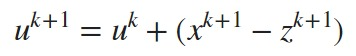 u^{k+1} = u^k + (x^{k+1} – z^{k+1})